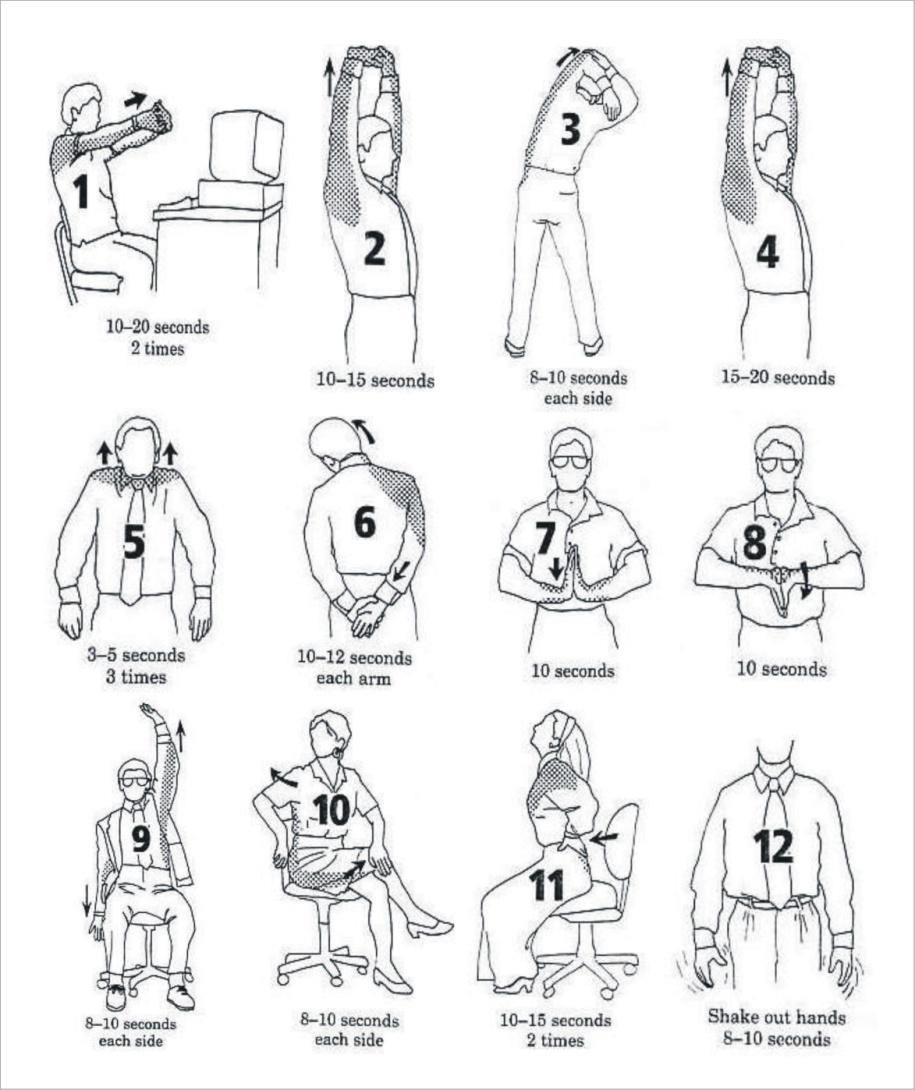 1
10–20 seconds
2 times
2
10–15 seconds
3
8–10 seconds
each side
4
15–20 seconds
5
3–5 seconds
3 times
6
10–12 seconds
each arm
7
10 seconds
8
10 seconds
9
8–10 seconds
each side
10
8–10 seconds
each side
11
10–15 seconds
2 times
12
Shake out hands
8–10 seconds